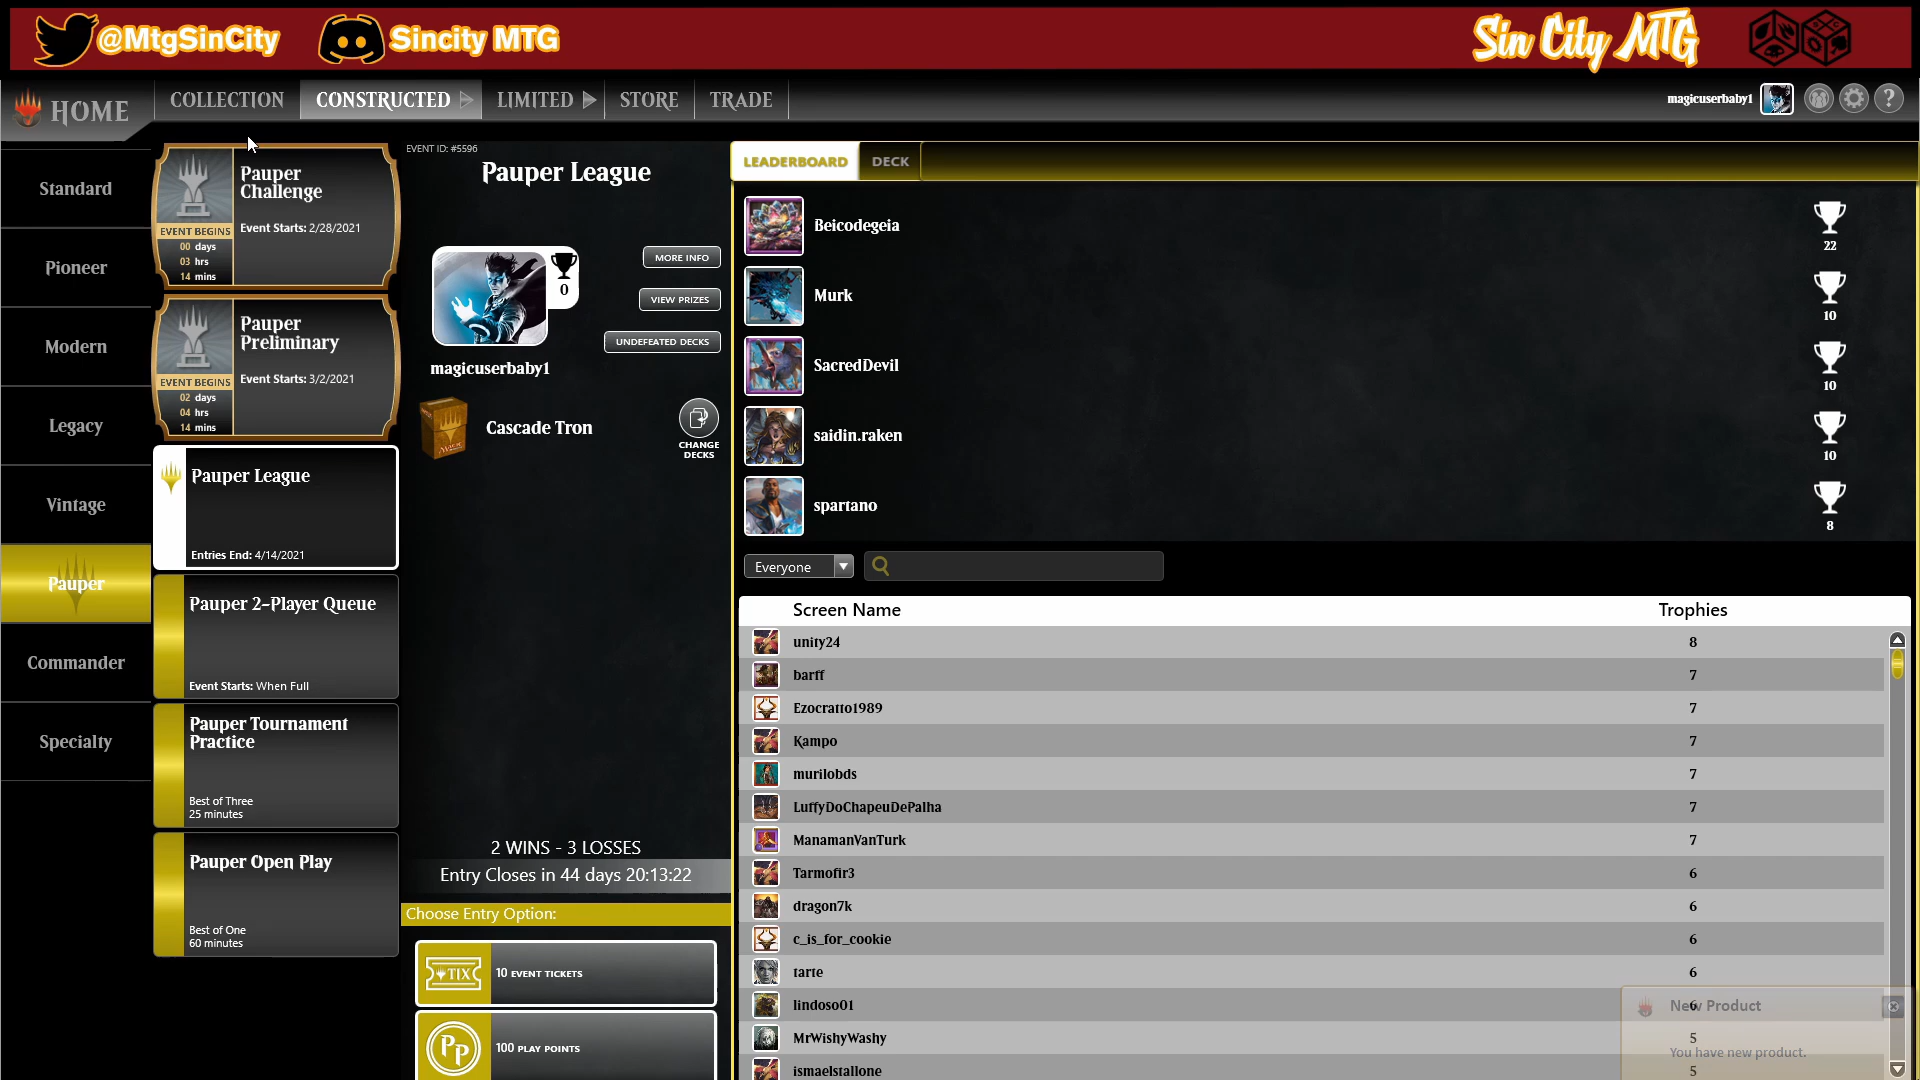 @MtgSinCity
Sincity MTG
Sin City MTG
HOME
COLLECTION
CONSTRUCTED
LIMITED
STORE
TRADE
magicuserbaby1
?
Standard
Pioneer
Modern
Legacy
Vintage
Pauper
Commander
Specialty
Pauper
Challenge
Event Starts: 2/28/2021
EVENT BEGINS
00 days
03 hrs
14 mins
Pauper
Preliminary
Event Starts: 3/2/2021
EVENT BEGINS
02 days
04 hrs
14 mins
Pauper League
Entries End: 4/14/2021
Pauper 2-Player Queue
Event Starts: When Full
Pauper Tournament
Practice
Best of Three
25 minutes
Pauper Open Play
Best of One
60 minutes
EVENT ID: #5596
Pauper League
0
MORE INFO
VIEW PRIZES
UNDEFEATED DECKS
magicuserbaby1
Cascade Tron
CHANGE
DECKS
2 WINS - 3 LOSSES
Entry Closes in 44 days 20:13:22
Choose Entry Option:
TIX
10 EVENT TICKETS
PP
100 PLAY POINTS
LEADERBOARD
DECK
Beicodegeia
22
Murk
10
SacredDevil
10
saidin.raken
10
spartano
8
Everyone
Screen Name Trophies
unity24 8
barff 7
Ezocratto1989 7
Kampo 7
murilobds 7
LuffyDoChapeuDePalha 7
ManamanVanTurk 7
Tarmofir3 6
dragon7k 6
c_is_for_cookie 6
tarte 6
lindoso01 6
MrWishyWashy 5
ismaelstallone 5
New Product
You have new product.